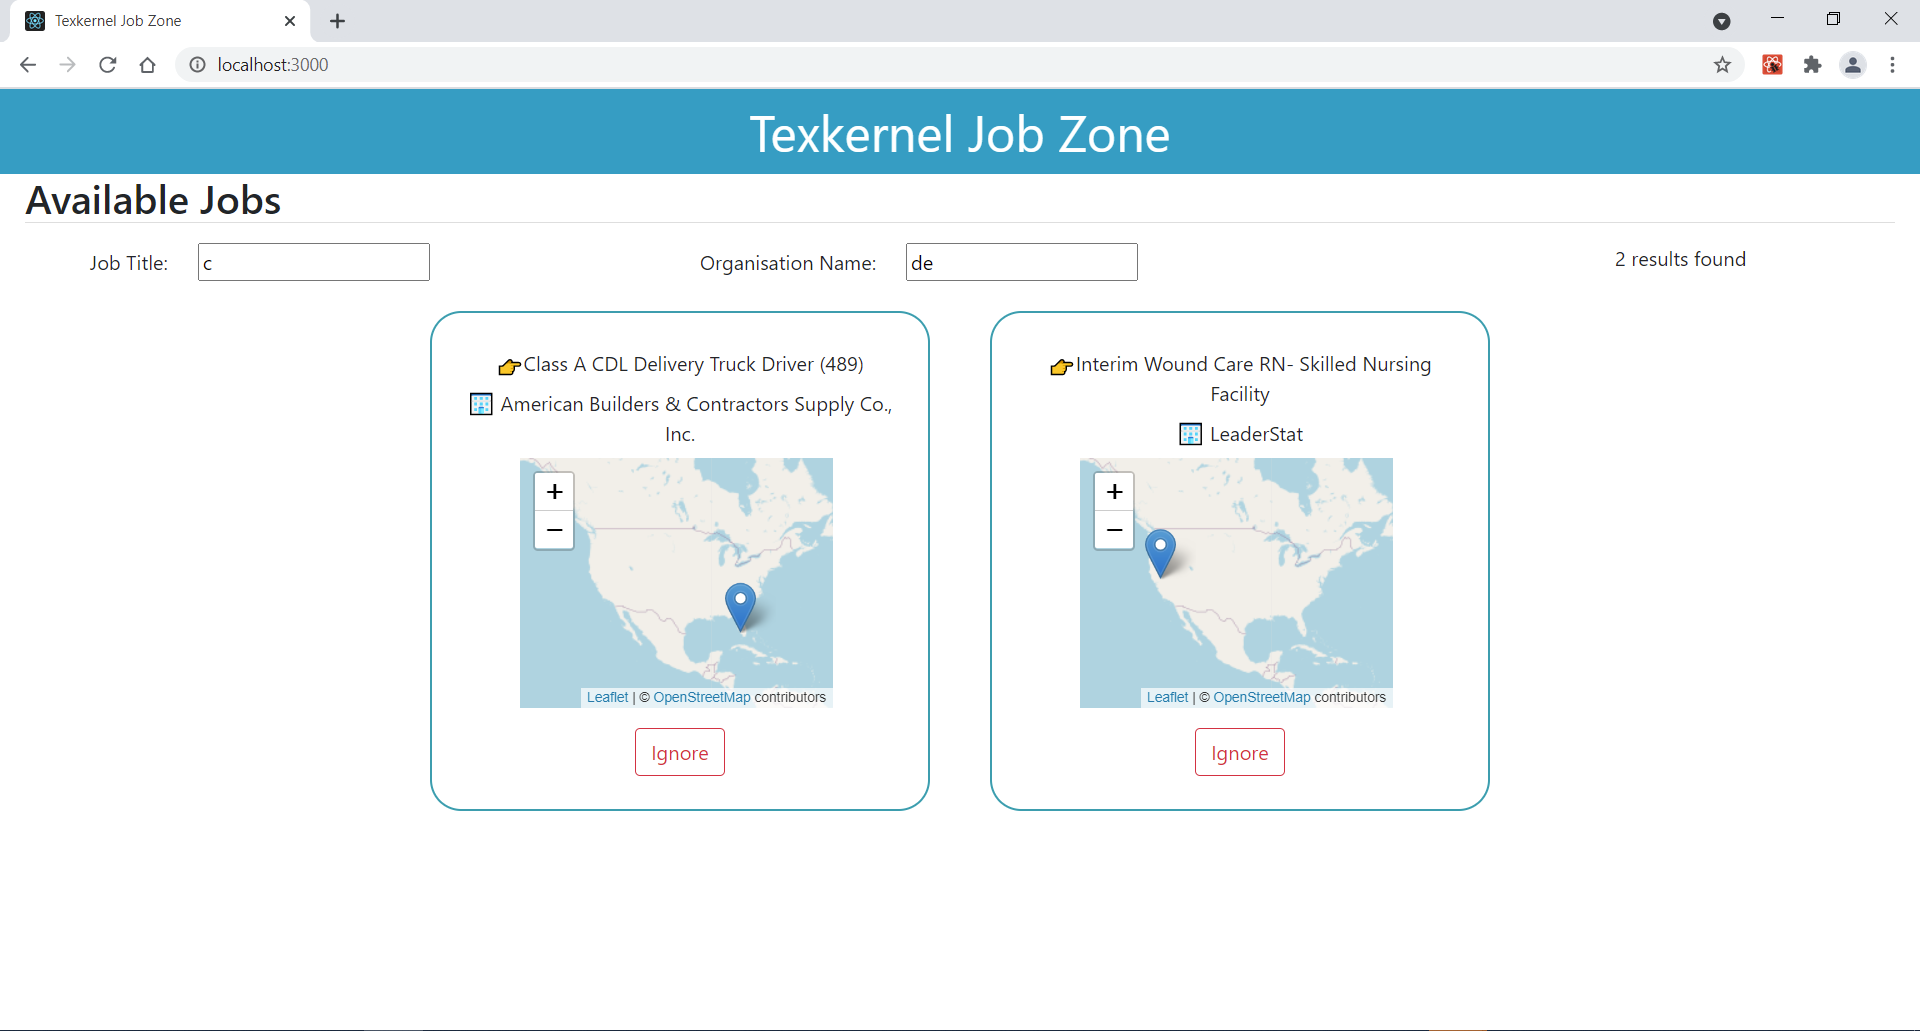 Texkernel Job Zone
localhost:3000
Texkernel Job Zone
Available Jobs
Job Title: c
Organisation Name: de
2 results found
👉Class A CDL Delivery Truck Driver (489)
🏢 American Builders & Contractors Supply Co.,
Inc.
+
−
Leaflet | © OpenStreetMap contributors
Ignore
👉Interim Wound Care RN- Skilled Nursing
Facility
🏢 LeaderStat
+
−
Leaflet | © OpenStreetMap contributors
Ignore